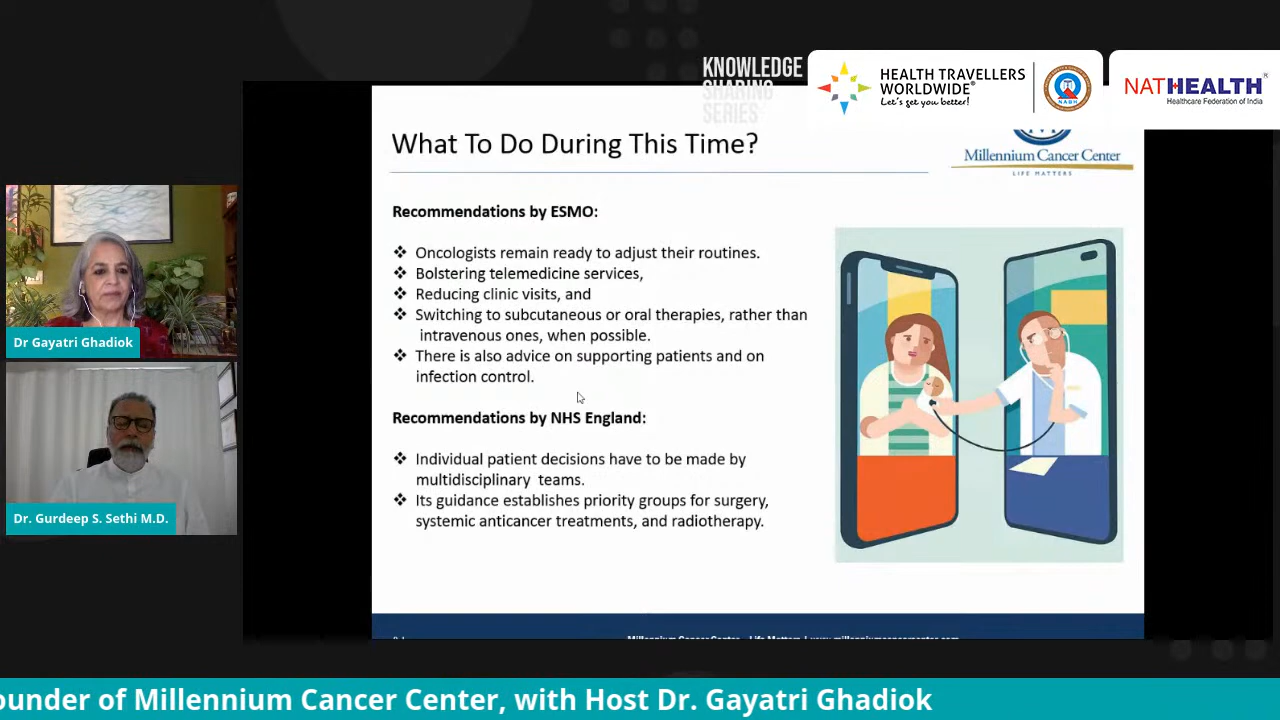 KNOWLEDGE
SHARING
SERIES
HEALTH TRAVELLERS
WORLDWIDE®
Let's get you better!
NABH
NATHEALTH®
Healthcare Federation of India
What To Do During This Time?
Millennium Cancer Center
LIFE MATTERS
Recommendations by ESMO:
❖ Oncologists remain ready to adjust their routines.
❖ Bolstering telemedicine services,
❖ Reducing clinic visits, and
❖ Switching to subcutaneous or oral therapies, rather than
intravenous ones, when possible.
❖ There is also advice on supporting patients and on
infection control.
Recommendations by NHS England:
❖ Individual patient decisions have to be made by
multidisciplinary teams.
❖ Its guidance establishes priority groups for surgery,
systemic anticancer treatments, and radiotherapy.
Dr Gayatri Ghadiok
Dr. Gurdeep S. Sethi M.D.
ounder of Millennium Cancer Center, with Host Dr. Gayatri Ghadiok